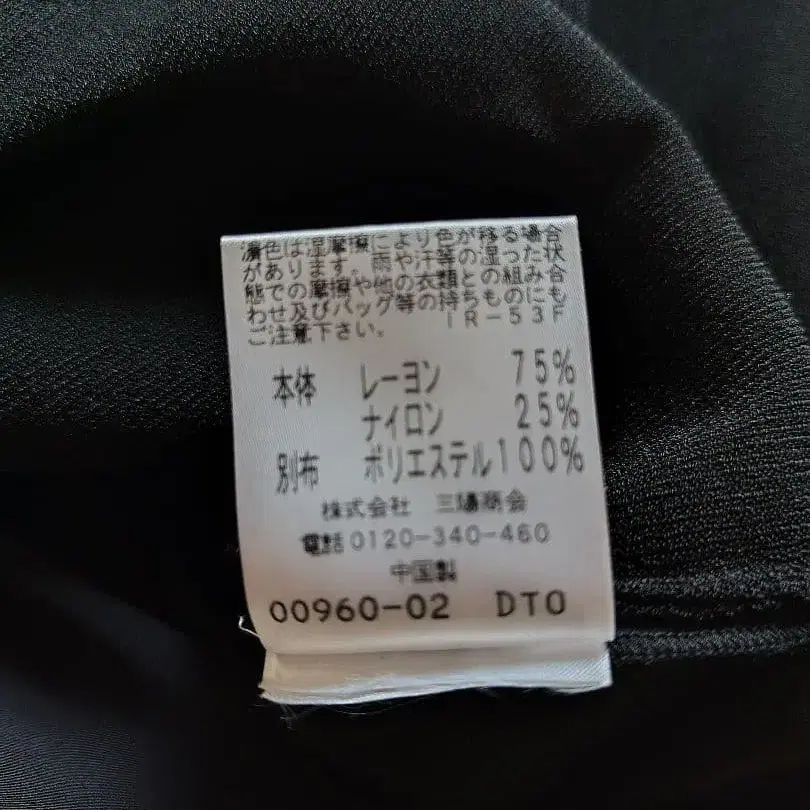 濃色は湿摩擦により色が移る場合
があります。雨や汗等の湿った状
態での摩擦や他の衣類との組み合
わせ及びバッグ等の持ちものにも
ご注意下さい。 -R-53F
本体 レーヨン 75%
ナイロン 25%
別布 ポリエステル100%
株式会社 三陽商会
電話0120-340-460
中国製
00960-02 DTO